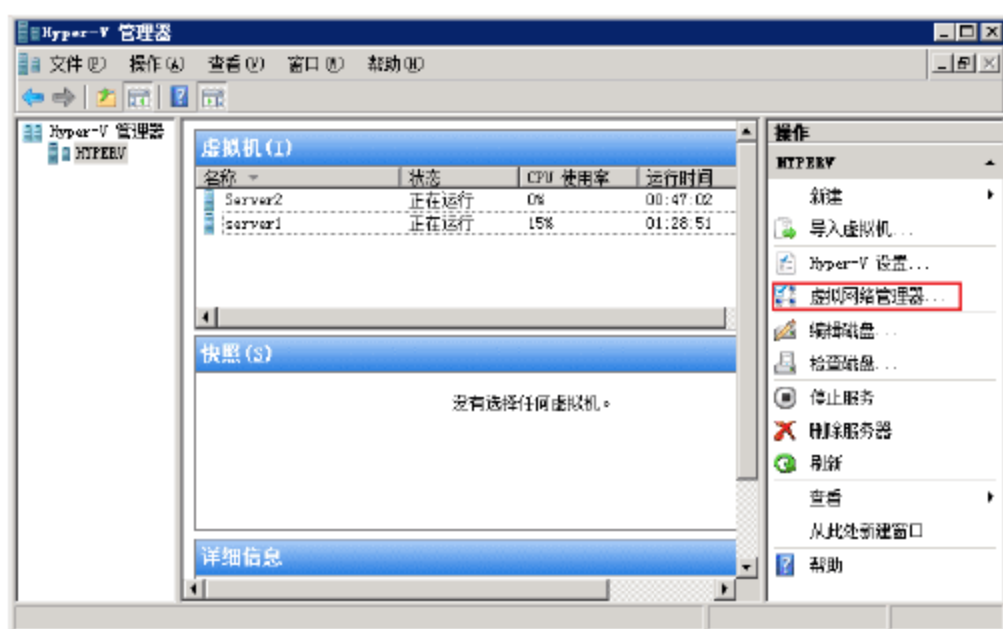 Hyper-V 管理器
文件(F) 操作(A) 查看(V) 窗口(W) 帮助(H)
Hyper-V 管理器
HYPERV
虚拟机(I)
名称 状态 CPU 使用率 运行时间
Server2 正在运行 0% 00:47:02
server1 正在运行 15% 01:28:51
快照(S)
没有选择任何虚拟机。
详细信息
操作
HYPERV
新建
导入虚拟机...
Hyper-V 设置...
虚拟网络管理器...
编辑磁盘...
检查磁盘...
停止服务
删除服务器
刷新
查看
从此处新建窗口
帮助